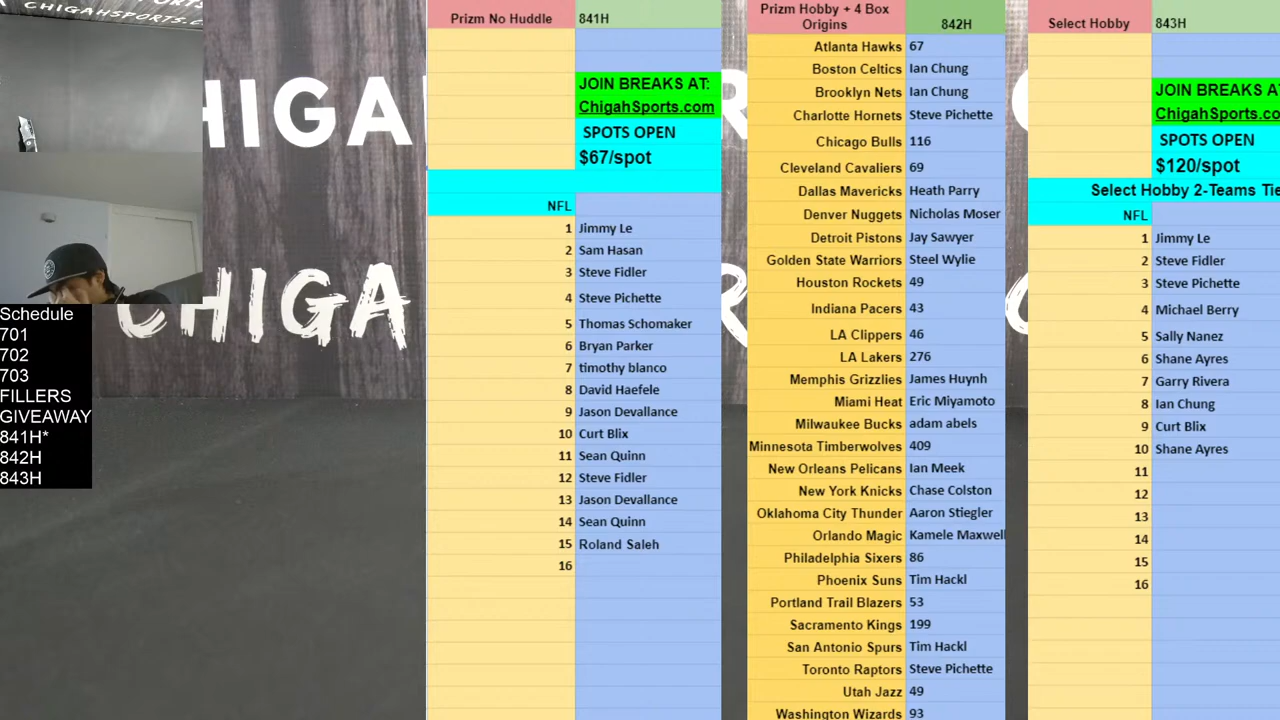 CHIGAHSPORTS.C
HIGA
CHIGA
Schedule
701
702
703
FILLERS
GIVEAWAY
841H*
842H
843H
Prizm No Huddle 841H
JOIN BREAKS AT:
ChigahSports.com
SPOTS OPEN
$67/spot
NFL
1 Jimmy Le
2 Sam Hasan
3 Steve Fidler
4 Steve Pichette
5 Thomas Schomaker
6 Bryan Parker
7 timothy blanco
8 David Haefele
9 Jason Devallance
10 Curt Blix
11 Sean Quinn
12 Steve Fidler
13 Jason Devallance
14 Sean Quinn
15 Roland Saleh
16
Prizm Hobby + 4 Box
Origins 842H
Atlanta Hawks 67
Boston Celtics Ian Chung
Brooklyn Nets Ian Chung
Charlotte Hornets Steve Pichette
Chicago Bulls 116
Cleveland Cavaliers 69
Dallas Mavericks Heath Parry
Denver Nuggets Nicholas Moser
Detroit Pistons Jay Sawyer
Golden State Warriors Steel Wylie
Houston Rockets 49
Indiana Pacers 43
LA Clippers 46
LA Lakers 276
Memphis Grizzlies James Huynh
Miami Heat Eric Miyamoto
Milwaukee Bucks adam abels
Minnesota Timberwolves 409
New Orleans Pelicans Ian Meek
New York Knicks Chase Colston
Oklahoma City Thunder Aaron Stiegler
Orlando Magic Kamele Maxwell
Philadelphia Sixers 86
Phoenix Suns Tim Hackl
Portland Trail Blazers 53
Sacramento Kings 199
San Antonio Spurs Tim Hackl
Toronto Raptors Steve Pichette
Utah Jazz 49
Washington Wizards 93
Select Hobby 843H
JOIN BREAKS A
ChigahSports.co
SPOTS OPEN
$120/spot
Select Hobby 2-Teams Tie
NFL
1 Jimmy Le
2 Steve Fidler
3 Steve Pichette
4 Michael Berry
5 Sally Nanez
6 Shane Ayres
7 Garry Rivera
8 Ian Chung
9 Curt Blix
10 Shane Ayres
11
12
13
14
15
16